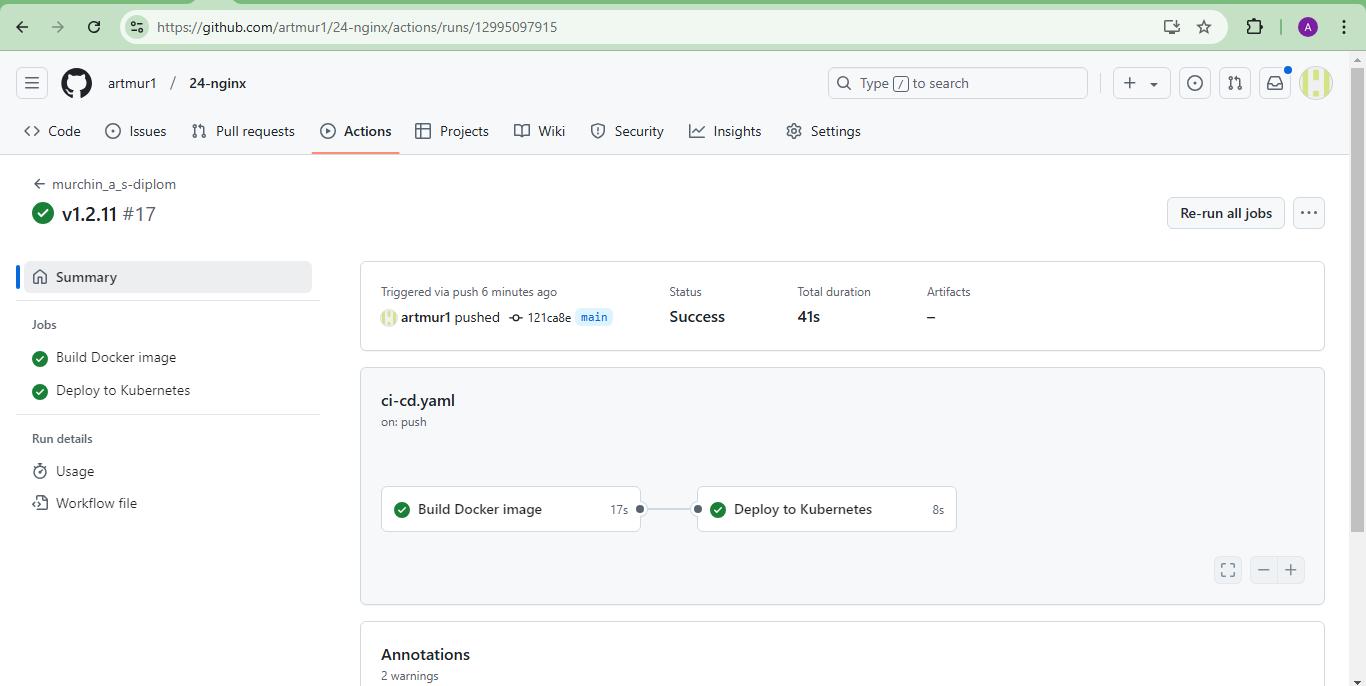 https://github.com/artmur1/24-nginx/actions/runs/12995097915
A
artmur1 / 24-nginx
Type / to search
Code Issues Pull requests Actions Projects Wiki Security Insights Settings
murchin_a_s-diplom
v1.2.11 #17
Re-run all jobs
Summary
Jobs
Build Docker image
Deploy to Kubernetes
Run details
Usage
Workflow file
Triggered via push 6 minutes ago
artmur1 pushed 121ca8e main
Status
Success
Total duration
41s
Artifacts
–
ci-cd.yaml
on: push
Build Docker image 17s
Deploy to Kubernetes 8s
Annotations
2 warnings